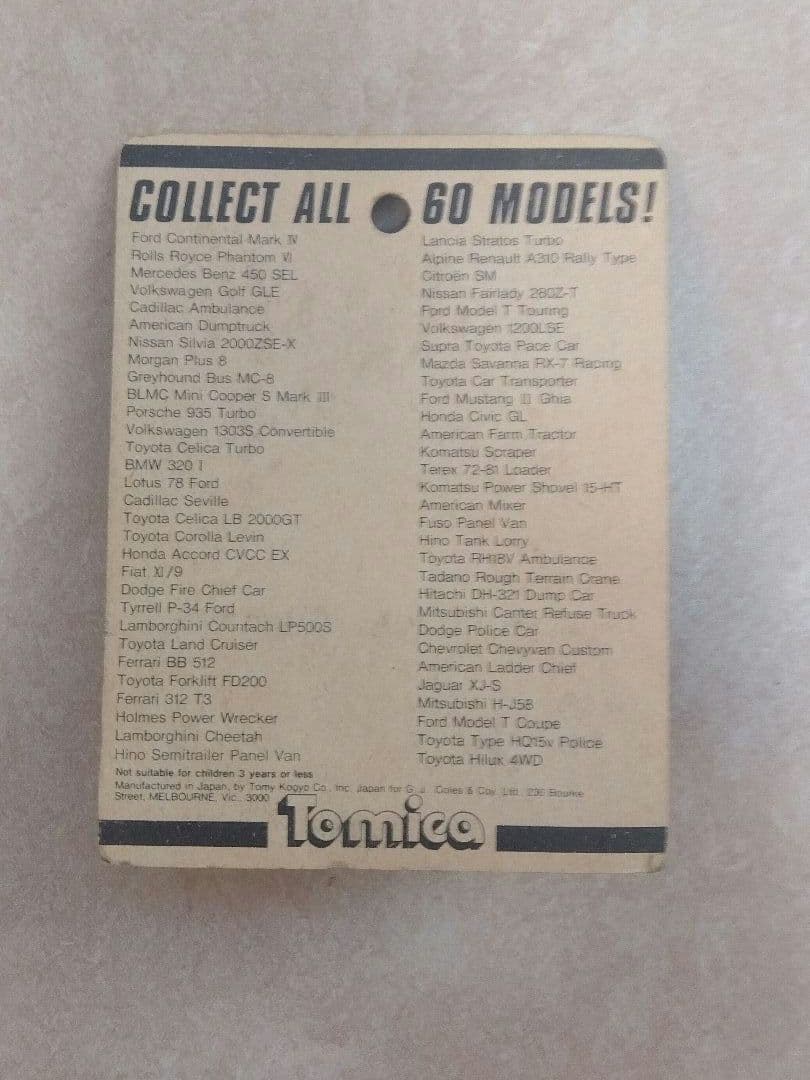 COLLECT ALL 60 MODELS!
Ford Continental Mark IV
Rolls Royce Phantom VI
Mercedes Benz 450 SEL
Volkswagen Golf GLE
Cadillac Ambulance
American Dumptruck
Nissan Silvia 2000ZSE-X
Morgan Plus 8
Greyhound Bus MC-8
BLMC Mini Cooper S Mark III
Porsche 935 Turbo
Volkswagen 1303S Convertible
Toyota Celica Turbo
BMW 320 I
Lotus 78 Ford
Cadillac Seville
Toyota Celica LB 2000GT
Toyota Corolla Levin
Honda Accord CVCC EX
Fiat X1/9
Dodge Fire Chief Car
Tyrrell P-34 Ford
Lamborghini Countach LP500S
Toyota Land Cruiser
Ferrari BB 512
Toyota Forklift FD200
Ferrari 312 T3
Holmes Power Wrecker
Lamborghini Cheetah
Hino Semitrailer Panel Van
Lancia Stratos Turbo
Alpine Renault A310 Rally Type
Citroën SM
Nissan Fairlady 280Z-T
Ford Model T Touring
Volkswagen 1200LSE
Supra Toyota Pace Car
Mazda Savanna RX-7 Racing
Toyota Car Transporter
Ford Mustang II Ghia
Honda Civic GL
American Farm Tractor
Komatsu Scraper
Terex 72-81 Loader
Komatsu Power Shovel 15-HT
American Mixer
Fuso Panel Van
Hino Tank Lorry
Toyota RH18V Ambulance
Tadano Rough Terrain Crane
Hitachi DH-321 Dump Car
Mitsubishi Canter Refuse Truck
Dodge Police Car
Chevrolet Chevyvan Custom
American Ladder Chief
Jaguar XJ-S
Mitsubishi H-J58
Ford Model T Coupe
Toyota Type HQ15v Police
Toyota Hilux 4WD
Not suitable for children 3 years or less
Manufactured in Japan, by Tomy Kogyo Co., Inc. Japan for G. J. Coles & Coy. Ltd., 236 Bourke
Street, MELBOURNE, Vic., 3000
Tomica